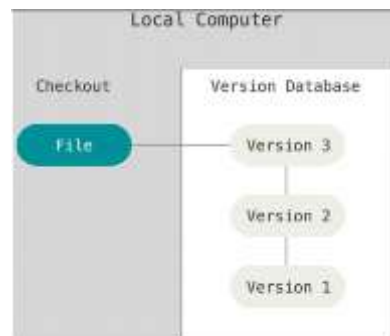 Local Computer
Checkout
Version Database
File
Version 3
Version 2
Version 1